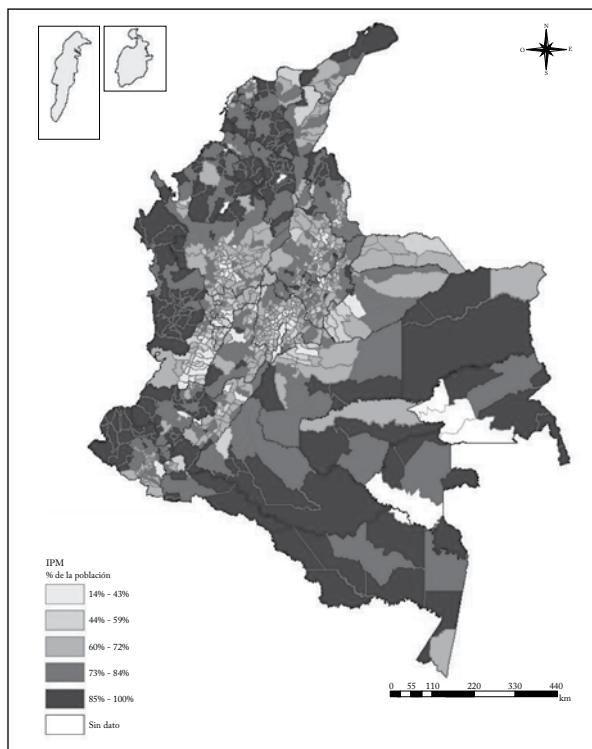 N
O
E
S
IPM
% de la población
14% - 43%
44% - 59%
60% - 72%
73% - 84%
85% - 100%
Sin dato
0 55 110 220 330 440
km